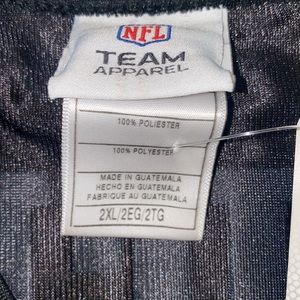 NFL
TEAM
APPAREL
100% POLIESTER
100% POLYESTER
MADE IN GUATEMALA
HECHO EN GUATEMALA
FABRIQUE AU GUATEMALA
2XL/2EG/2TG